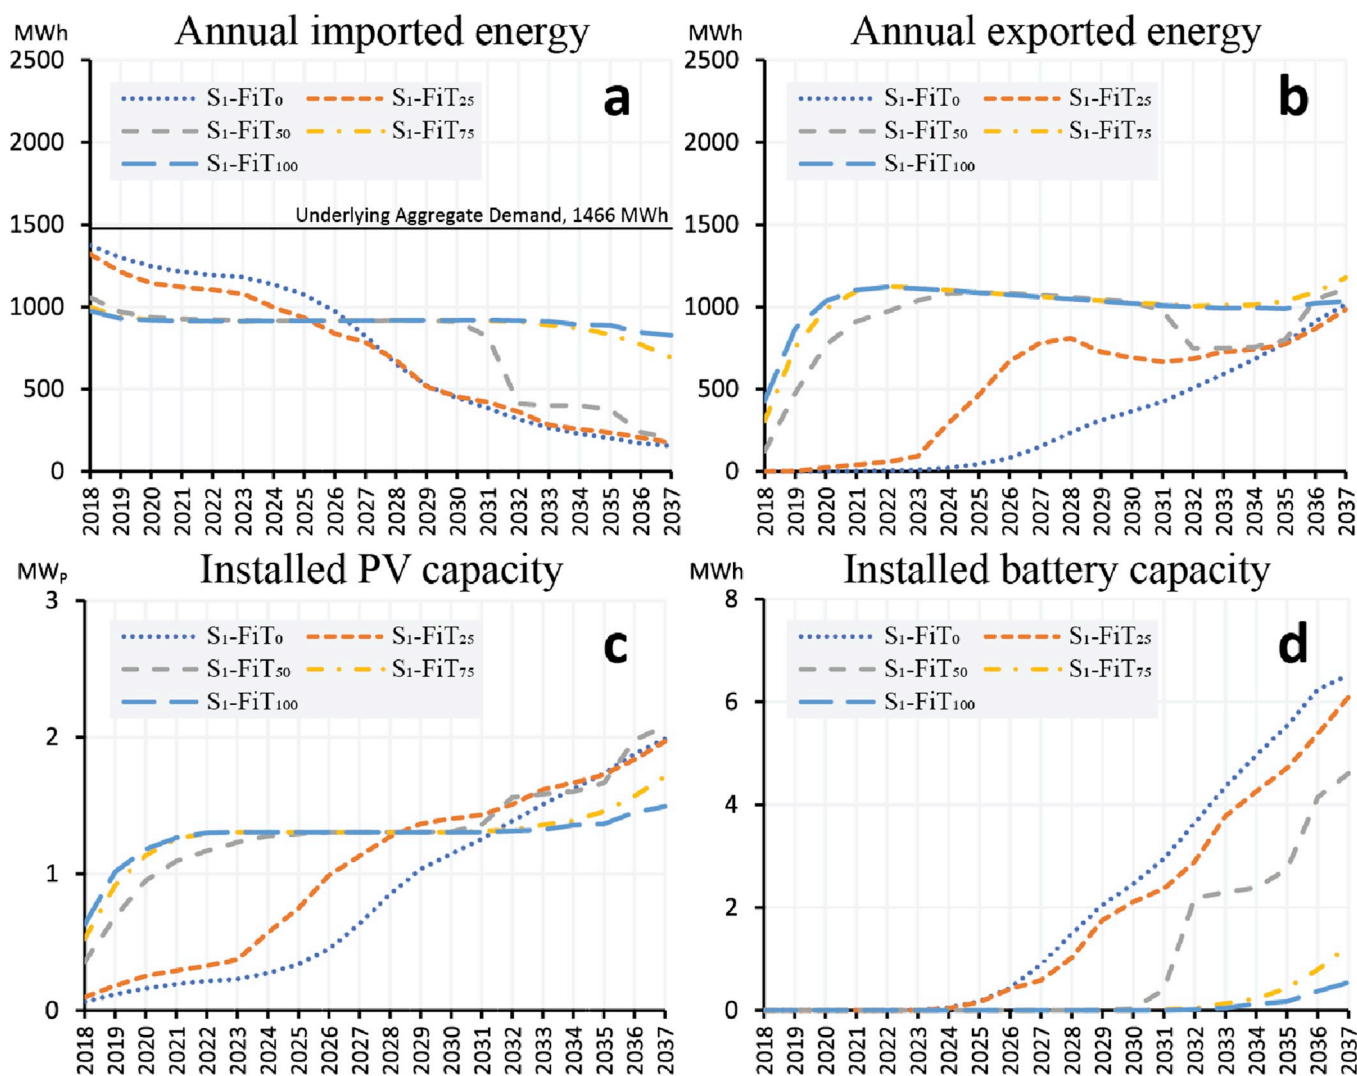 MWh Annual imported energy
2500
2000
1500
1000
500
0
S₁-FiT₀ S₁-FiT₂₅
S₁-FiT₅₀ S₁-FiT₇₅
S₁-FiT₁₀₀
a
Underlying Aggregate Demand, 1466 MWh
2018 2019 2020 2021 2022 2023 2024 2025 2026 2027 2028 2029 2030 2031 2032 2033 2034 2035 2036 2037
MWh Annual exported energy
2500
2000
1500
1000
500
0
S₁-FiT₀ S₁-FiT₂₅
S₁-FiT₅₀ S₁-FiT₇₅
S₁-FiT₁₀₀
b
2018 2019 2020 2021 2022 2023 2024 2025 2026 2027 2028 2029 2030 2031 2032 2033 2034 2035 2036 2037
MWₚ Installed PV capacity
3
2
1
0
S₁-FiT₀ S₁-FiT₂₅
S₁-FiT₅₀ S₁-FiT₇₅
S₁-FiT₁₀₀
c
2018 2019 2020 2021 2022 2023 2024 2025 2026 2027 2028 2029 2030 2031 2032 2033 2034 2035 2036 2037
MWh Installed battery capacity
8
6
4
2
0
S₁-FiT₀ S₁-FiT₂₅
S₁-FiT₅₀ S₁-FiT₇₅
S₁-FiT₁₀₀
d
2018 2019 2020 2021 2022 2023 2024 2025 2026 2027 2028 2029 2030 2031 2032 2033 2034 2035 2036 2037